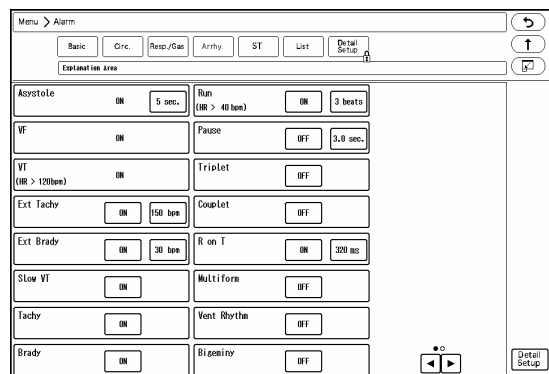 Menu > Alarm
Basic Circ. Resp./Gas Arrhy. ST List Detail Setup
Explanation Area
Asystole ON 5 sec.
Run (HR > 40 bpm) ON 3 beats
VF ON
Pause OFF 3.0 sec.
VT (HR > 120bpm) ON
Triplet OFF
Ext Tachy ON 150 bpm
Couplet OFF
Ext Brady ON 30 bpm
R on T ON 320 ms
Slow VT ON
Multiform OFF
Tachy ON
Vent Rhythm OFF
Brady ON
Bigeminy OFF
Detail Setup